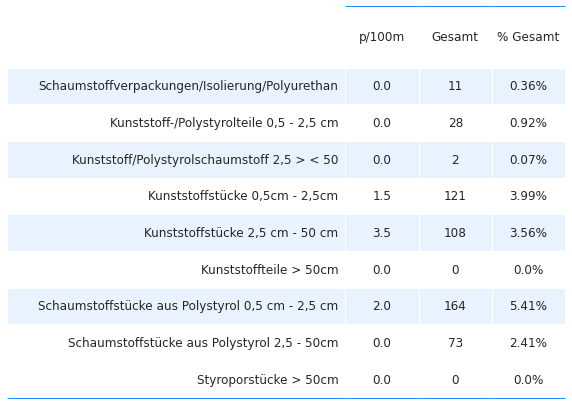 p/100m Gesamt % Gesamt
Schaumstoffverpackungen/Isolierung/Polyurethan 0.0 11 0.36%
Kunststoff-/Polystyrolteile 0,5 - 2,5 cm 0.0 28 0.92%
Kunststoff/Polystyrolschaumstoff 2,5 > < 50 0.0 2 0.07%
Kunststoffstücke 0,5cm - 2,5cm 1.5 121 3.99%
Kunststoffstücke 2,5 cm - 50 cm 3.5 108 3.56%
Kunststoffteile > 50cm 0.0 0 0.0%
Schaumstoffstücke aus Polystyrol 0,5 cm - 2,5 cm 2.0 164 5.41%
Schaumstoffstücke aus Polystyrol 2,5 - 50cm 0.0 73 2.41%
Styroporstücke > 50cm 0.0 0 0.0%